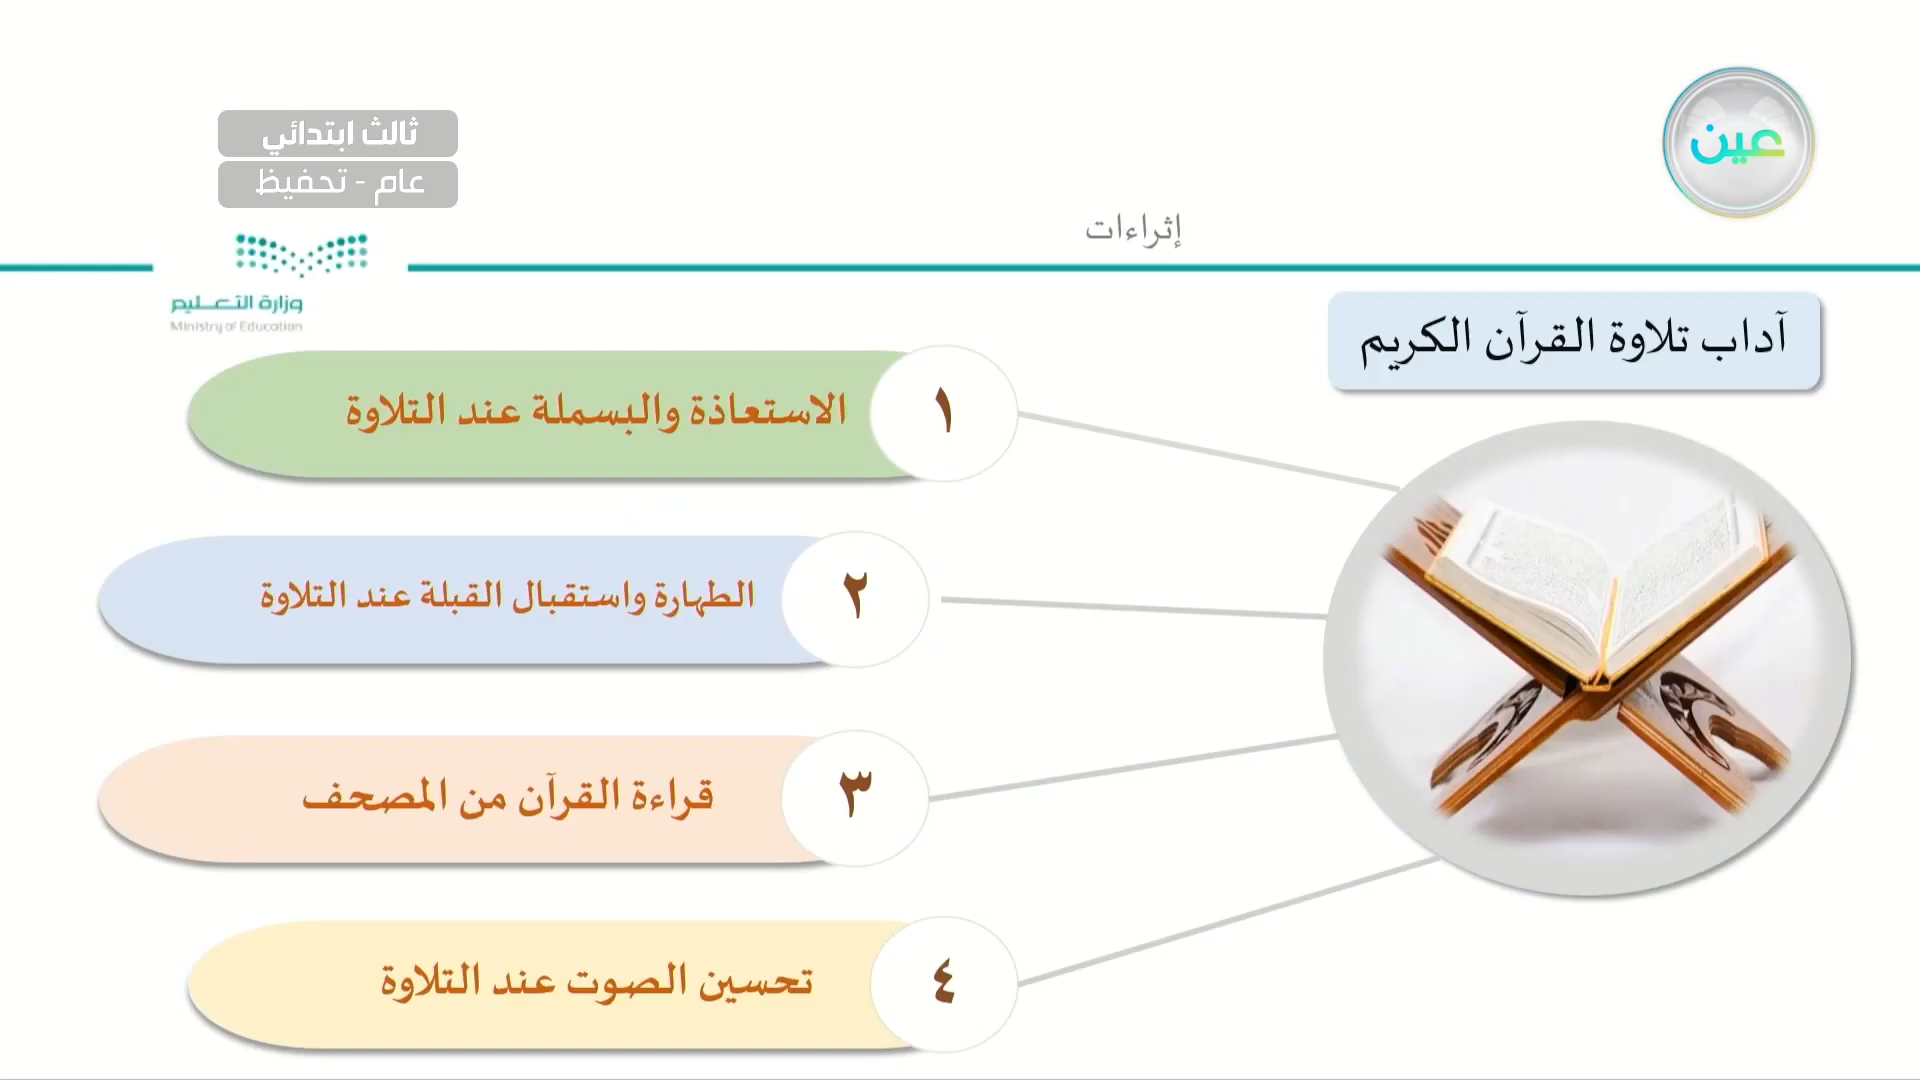 عين
ثالث ابتدائي
عام - تحفيظ
إثراءات
وزارة التعليم
Ministry of Education
آداب تلاوة القرآن الكريم
١ الاستعاذة والبسملة عند التلاوة
٢ الطهارة واستقبال القبلة عند التلاوة
٣ قراءة القرآن من المصحف
٤ تحسين الصوت عند التلاوة